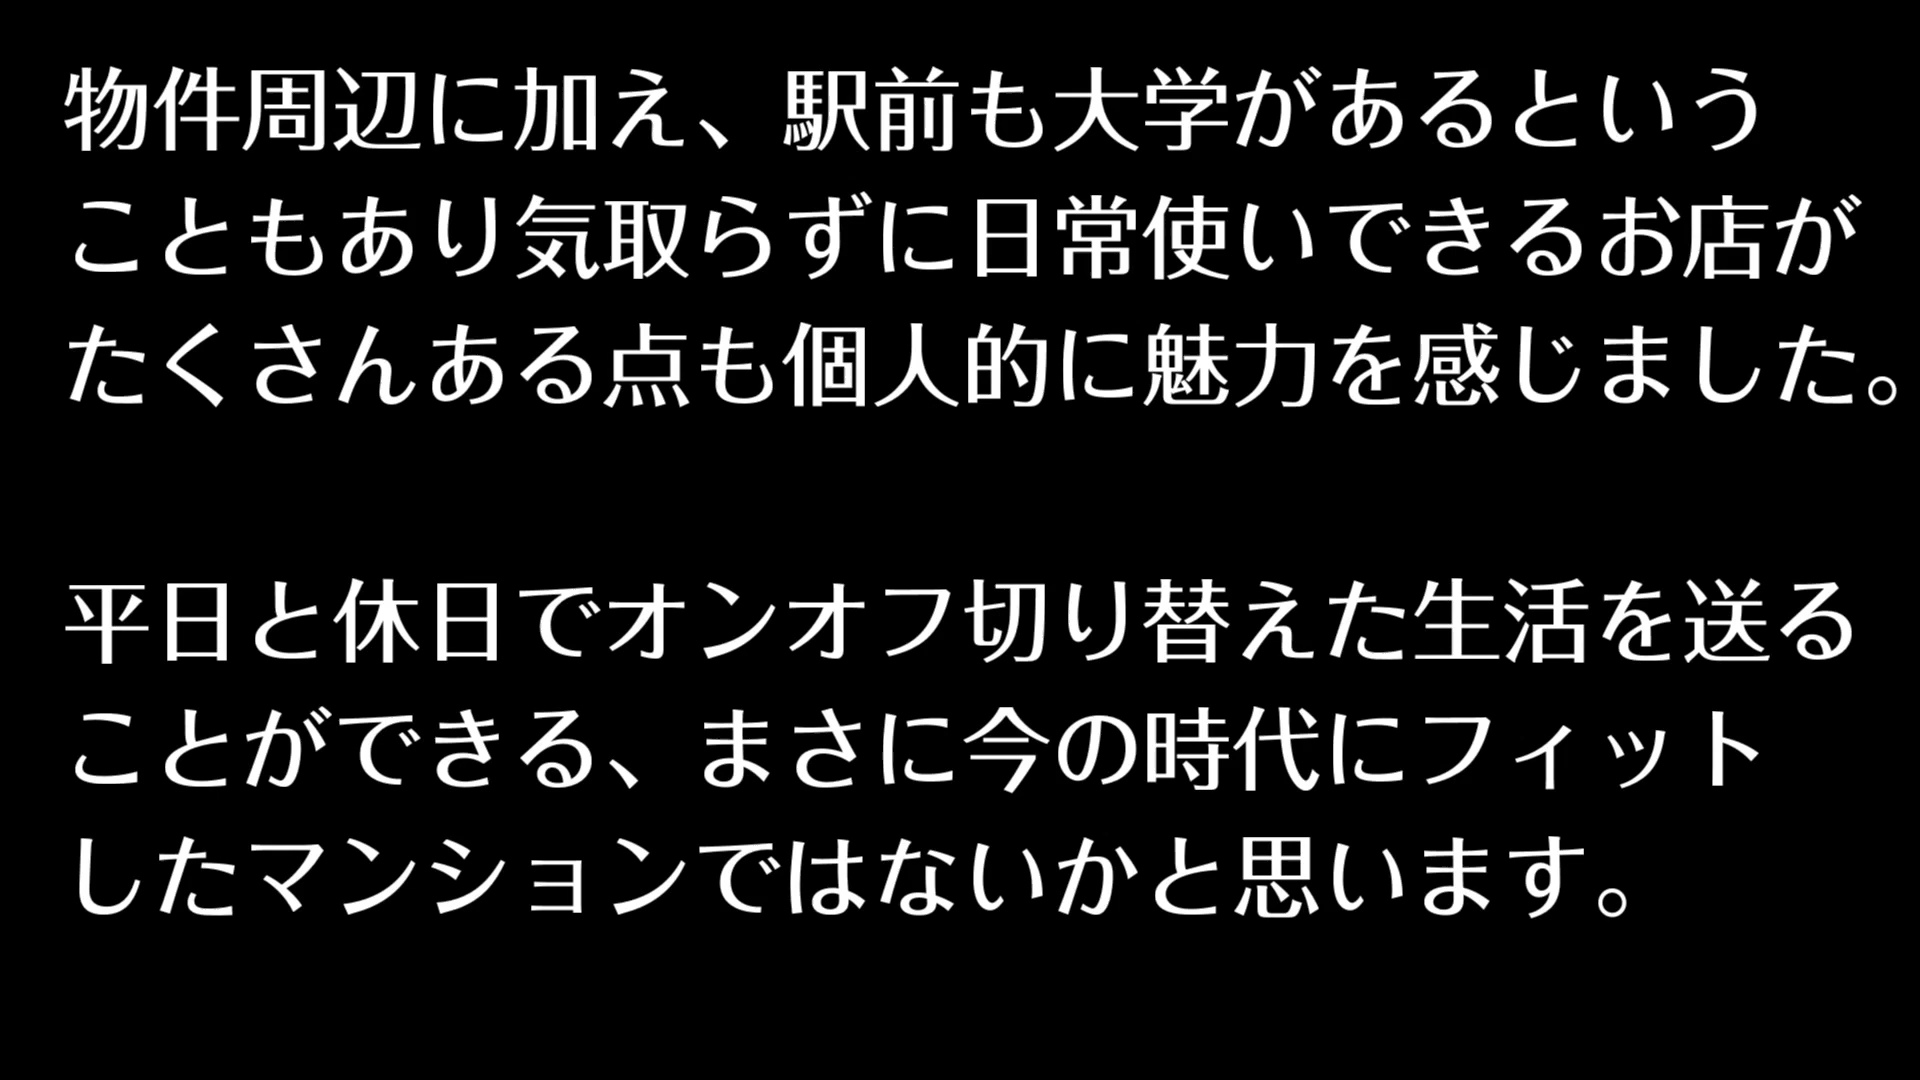 物件周辺に加え、駅前も大学があるという
こともあり気取らずに日常使いできるお店が
たくさんある点も個人的に魅力を感じました。
平日と休日でオンオフ切り替えた生活を送る
ことができる、まさに今の時代にフィット
したマンションではないかと思います。